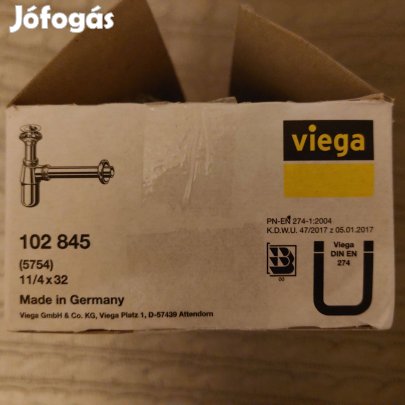 Jófogás
viega
PN-EN 274-1:2004
K.D.W.U. 47/2017 z 05.01.2017
102 845
(5754)
11/4 x 32
Viega
DIN EN
274
Made in Germany
Viega GmbH & Co. KG, Viega Platz 1, D-57439 Attendorn